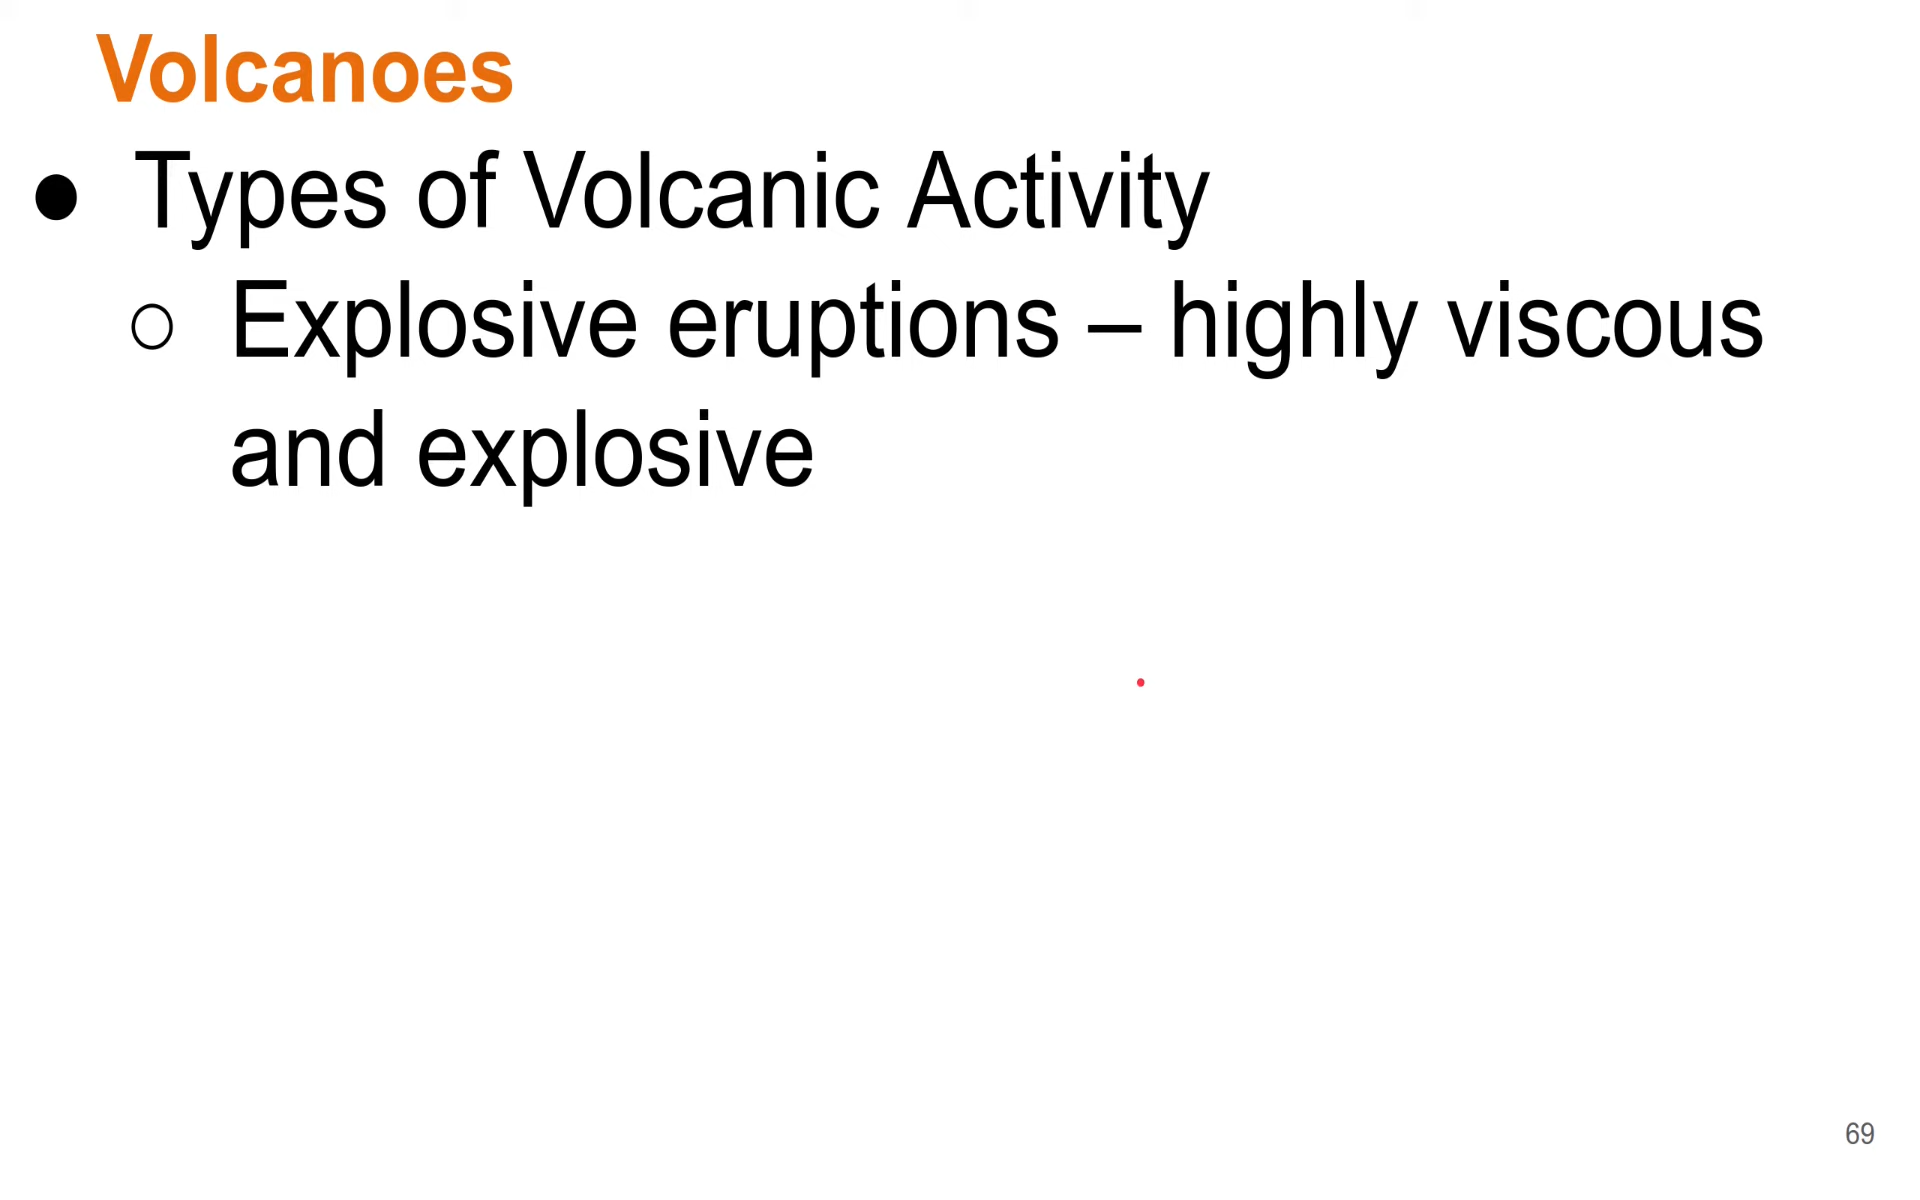 Volcanoes
● Types of Volcanic Activity
○ Explosive eruptions – highly viscous
and explosive
69